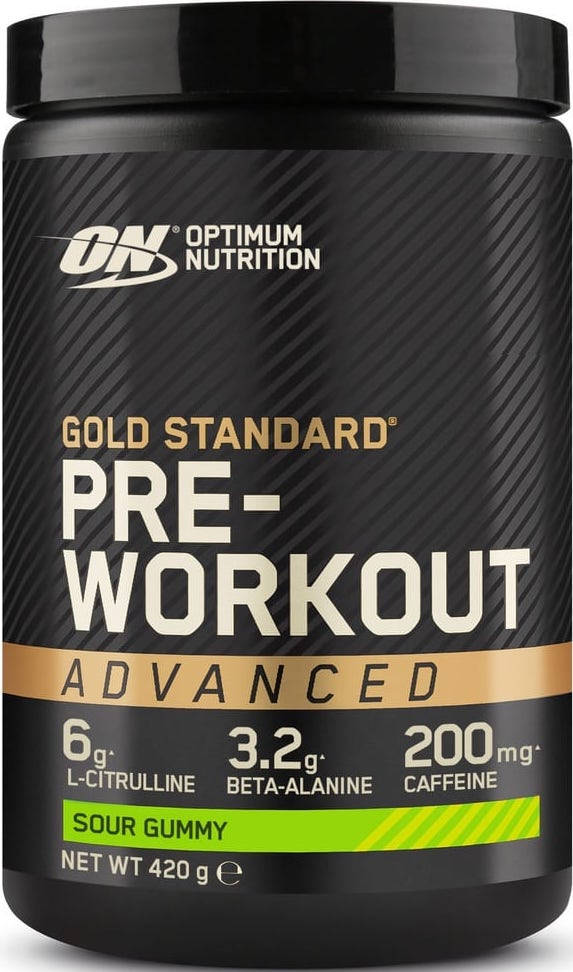 ON® OPTIMUM
NUTRITION
GOLD STANDARD®
PRE-
WORKOUT
ADVANCED
6g▲ 3.2g▲ 200mg▲
L-CITRULLINE BETA-ALANINE CAFFEINE
SOUR GUMMY
NET WT 420 g ℮